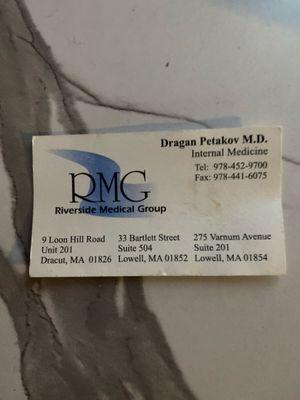 Dragan Petakov M.D.
Internal Medicine
Tel: 978-452-9700
Fax: 978-441-6075
RMG
Riverside Medical Group
9 Loon Hill Road
Unit 201
Dracut, MA 01826
33 Bartlett Street
Suite 504
Lowell, MA 01852
275 Varnum Avenue
Suite 201
Lowell, MA 01854